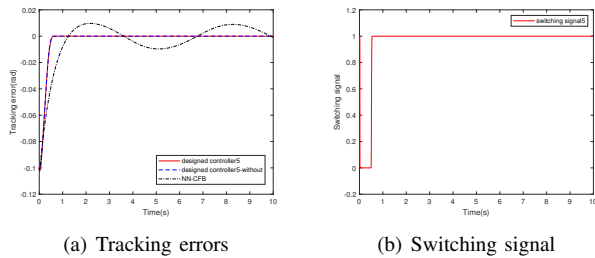 0.02
0
-0.02
-0.04
-0.06
-0.08
-0.1
-0.12
0 1 2 3 4 5 6 7 8 9 10
Time(s)
Tracking error(rad)
designed controller5
designed controller5-without
NN-CFB
(a) Tracking errors
1.2
1
0.8
0.6
0.4
0.2
0
-0.2
0 1 2 3 4 5 6 7 8 9 10
Time(s)
Switching signal
switching signal5
(b) Switching signal